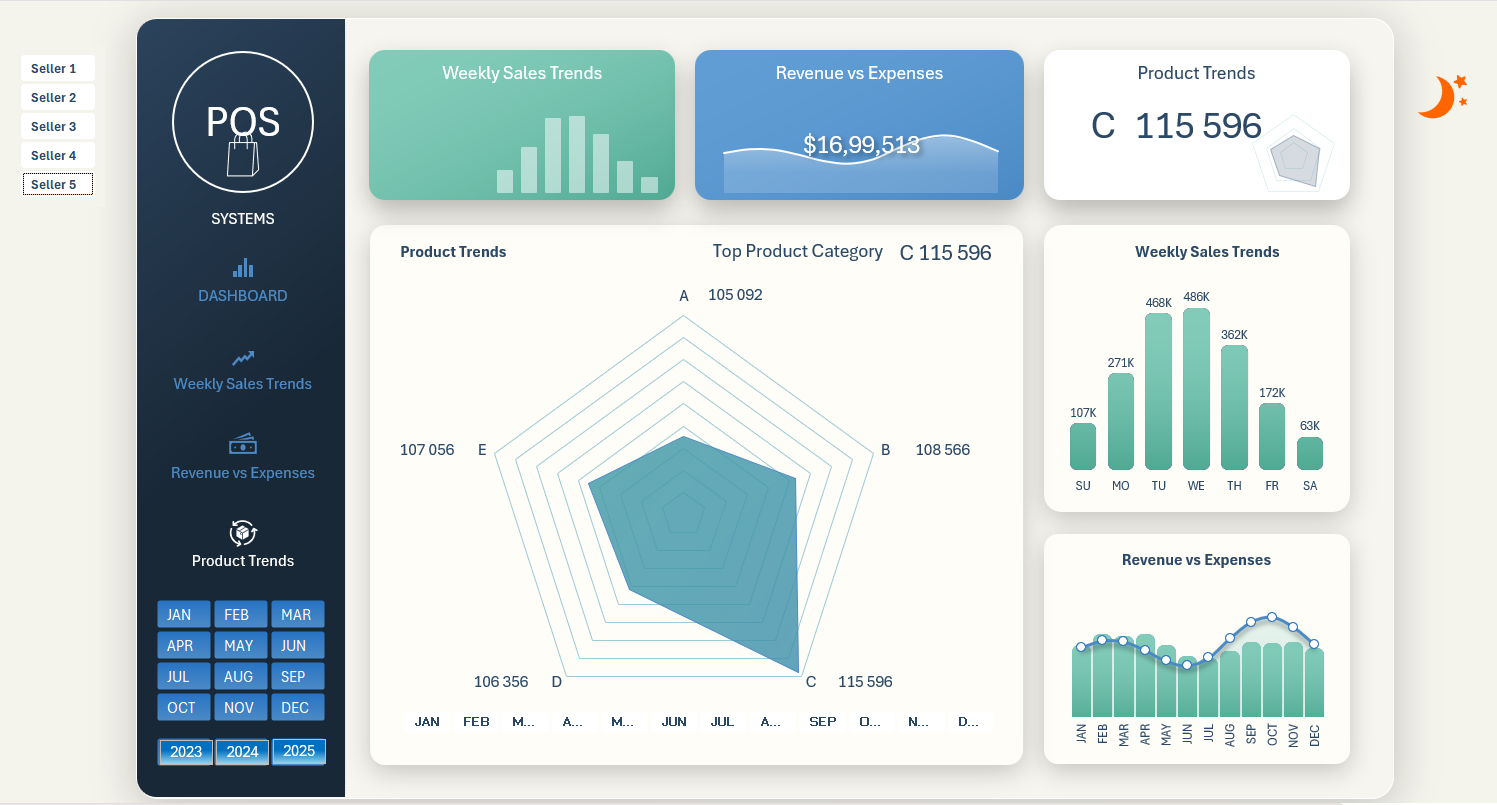 Seller 1
Seller 2
Seller 3
Seller 4
Seller 5
POS
SYSTEMS
DASHBOARD
Weekly Sales Trends
Revenue vs Expenses
Product Trends
JAN FEB MAR
APR MAY JUN
JUL AUG SEP
OCT NOV DEC
2023 2024 2025
Weekly Sales Trends
Revenue vs Expenses
$16,99,513
Product Trends
C 115 596
Product Trends
Top Product Category C 115 596
A 105 092
107 056 E
B 108 566
106 356 D
C 115 596
JAN FEB M... A... M... JUN JUL A... SEP O... N... D...
Weekly Sales Trends
107K 271K 468K 486K 362K 172K 63K
SU MO TU WE TH FR SA
Revenue vs Expenses
JAN FEB MAR APR MAY JUN JUL AUG SEP OCT NOV DEC